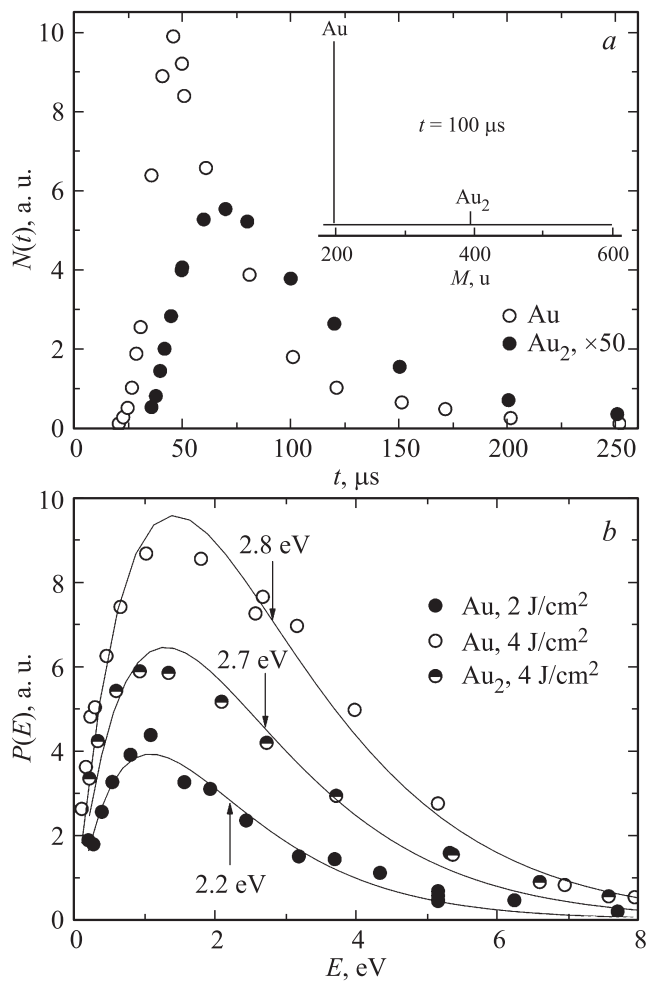 10
8
6
4
2
0
N(t), a. u.
Au
a
t = 100 μs
Au₂
200 400 600
M, u
Au
Au₂, ×50
0 50 100 150 200 250
t, μs
10
8
6
4
2
0
P(E), a. u.
b
2.8 eV
Au, 2 J/cm²
Au, 4 J/cm²
2.7 eV
Au₂, 4 J/cm²
2.2 eV
0 2 4 6 8
E, eV